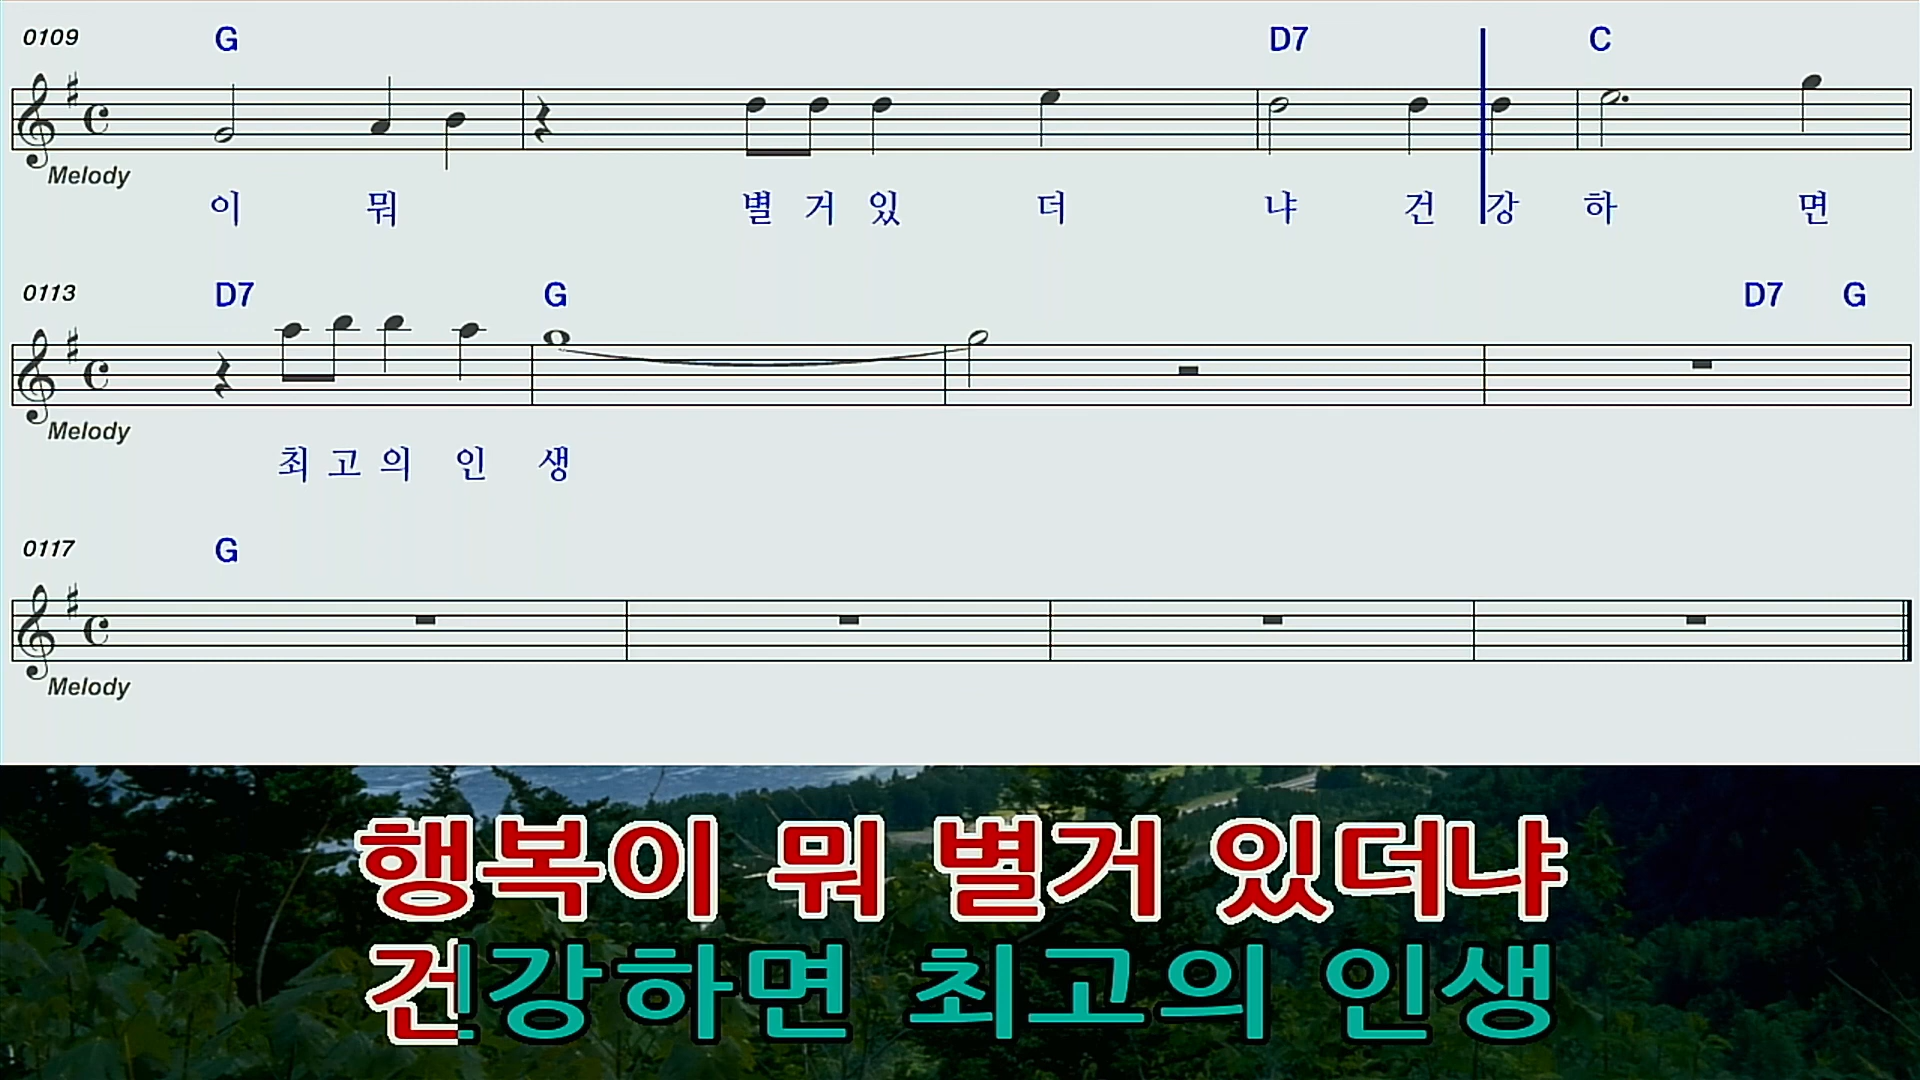 0109 G D7 C
Melody
이 뭐 별 거 있 더 냐 건 강 하 면
0113 D7 G D7 G
Melody
최 고 의 인 생
0117 G
Melody
행복이 뭐 별거 있더냐
건강하면 최고의 인생